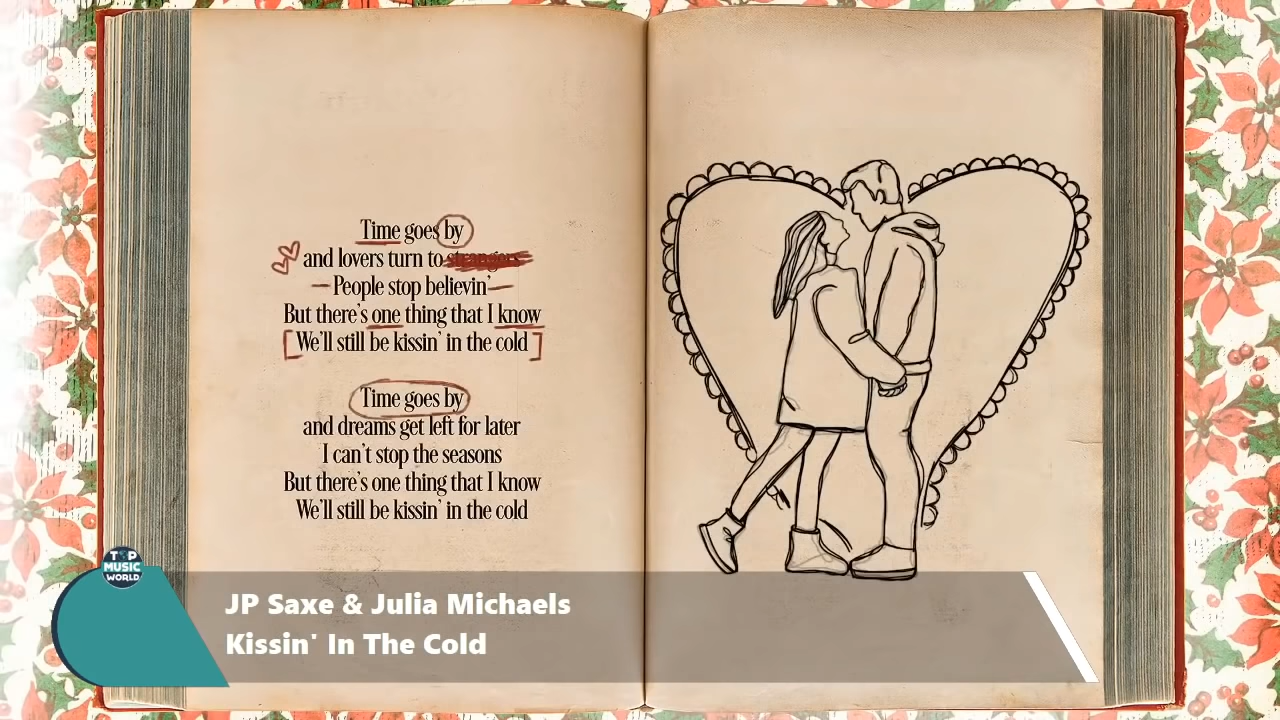 Time goes by
and lovers turn to strangers
People stop believin'
But there's one thing that I know
We'll still be kissin' in the cold
Time goes by
and dreams get left for later
I can't stop the seasons
But there's one thing that I know
We'll still be kissin' in the cold
TOP
MUSIC
WORLD
JP Saxe & Julia Michaels
Kissin' In The Cold